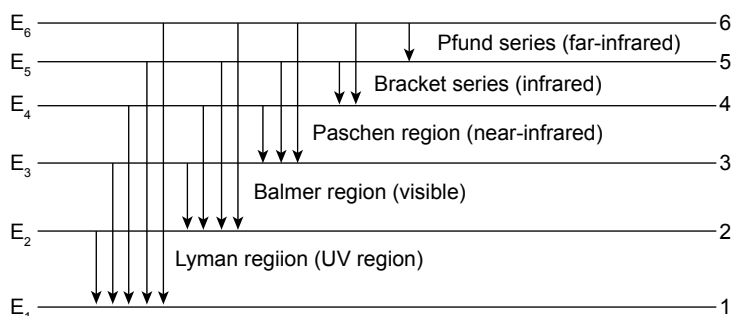 E6 6
Pfund series (far-infrared)
E5 5
Bracket series (infrared)
E4 4
Paschen region (near-infrared)
E3 3
Balmer region (visible)
E2 2
Lyman regiion (UV region)
E1 1